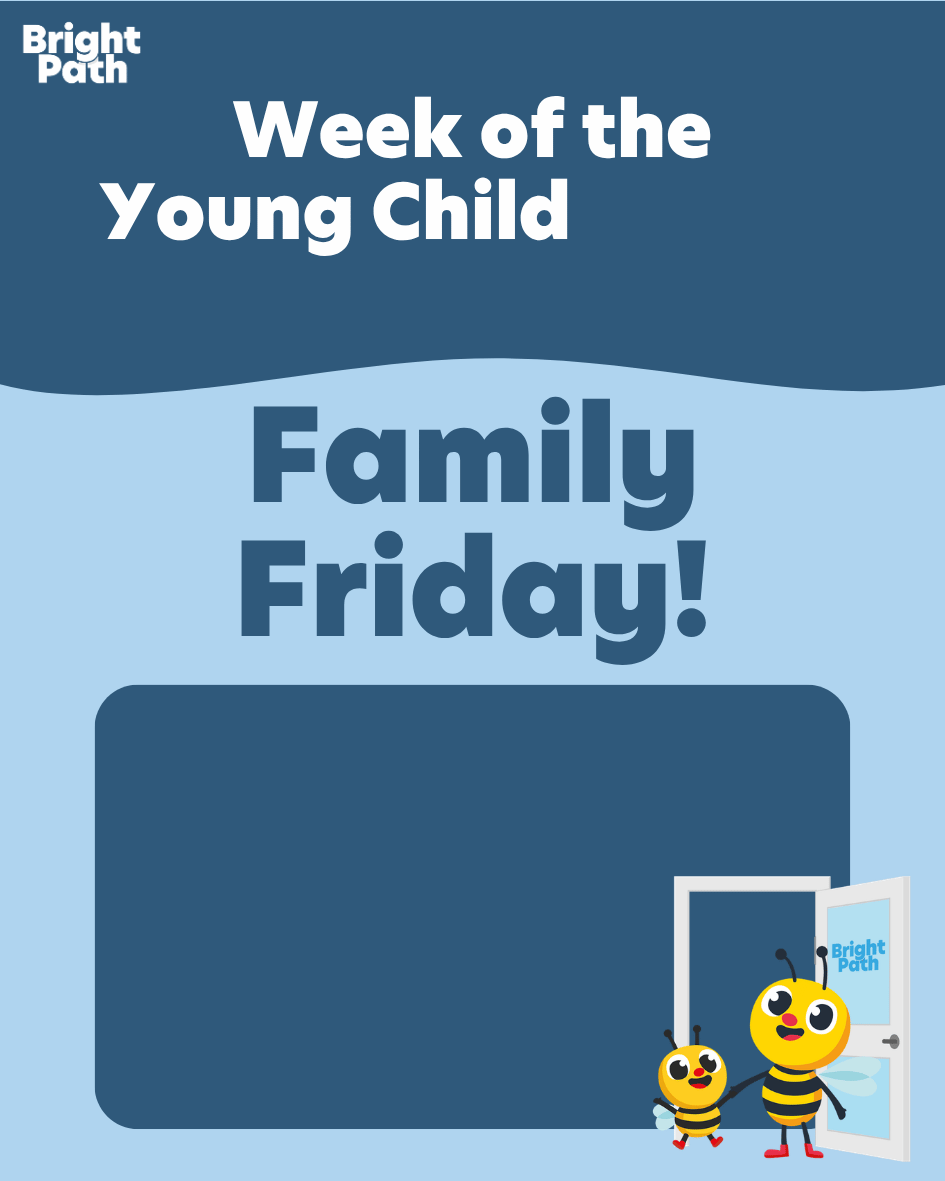 Bright
Path
Week of the
Young Child
Family
Friday!
Bright
Path